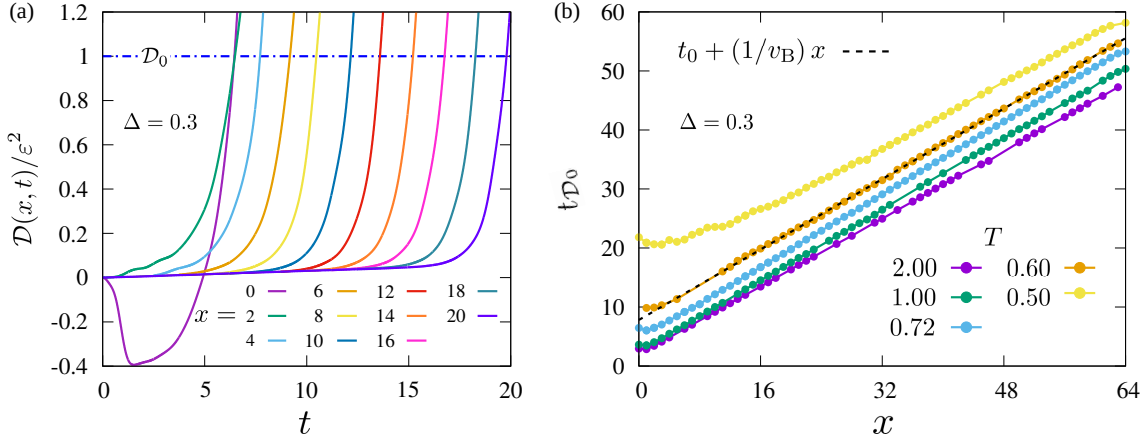 (a)
1.2
1
0.8
0.6
0.4
0.2
0
-0.2
-0.4
𝒟(x, t)/ε²
𝒟₀
Δ = 0.3
x =
0 6 12 18
2 8 14 20
4 10 16
0 5 10 15 20
t
(b)
60
50
40
30
20
10
0
t𝒟₀
t₀ + (1/v_B) x
Δ = 0.3
T
2.00 0.60
1.00 0.50
0.72
0 16 32 48 64
x